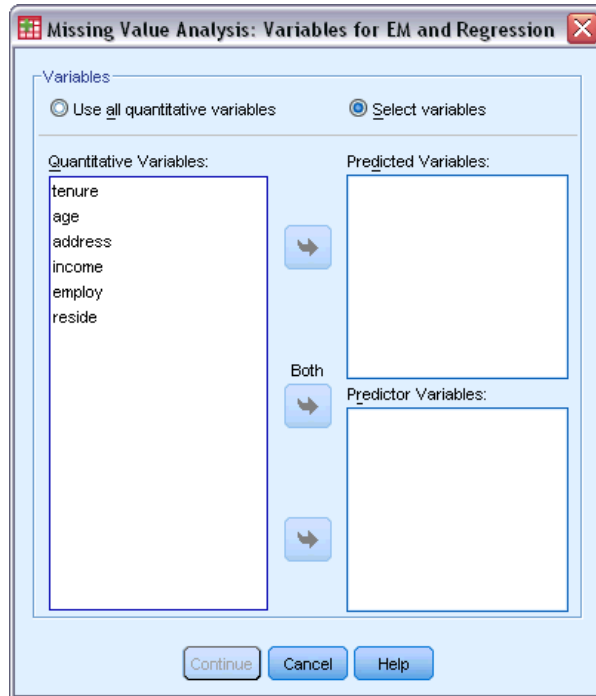 Missing Value Analysis: Variables for EM and Regression
Variables
Use all quantitative variables
Select variables
Quantitative Variables:
tenure
age
address
income
employ
reside
Predicted Variables:
Both
Predictor Variables:
Continue
Cancel
Help